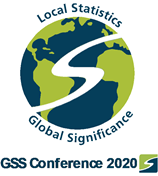 Local Statistics
Global Significance
GSS Conference 2020